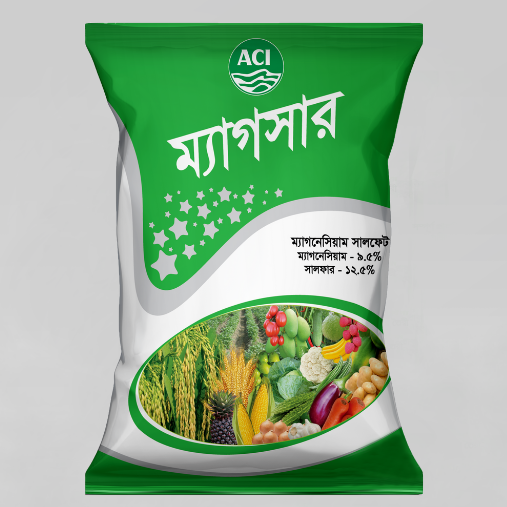 ACI
ম্যাগসার
ম্যাগনেসিয়াম সালফেট
ম্যাগনেসিয়াম - ৯.৫%
সালফার - ১২.৫%